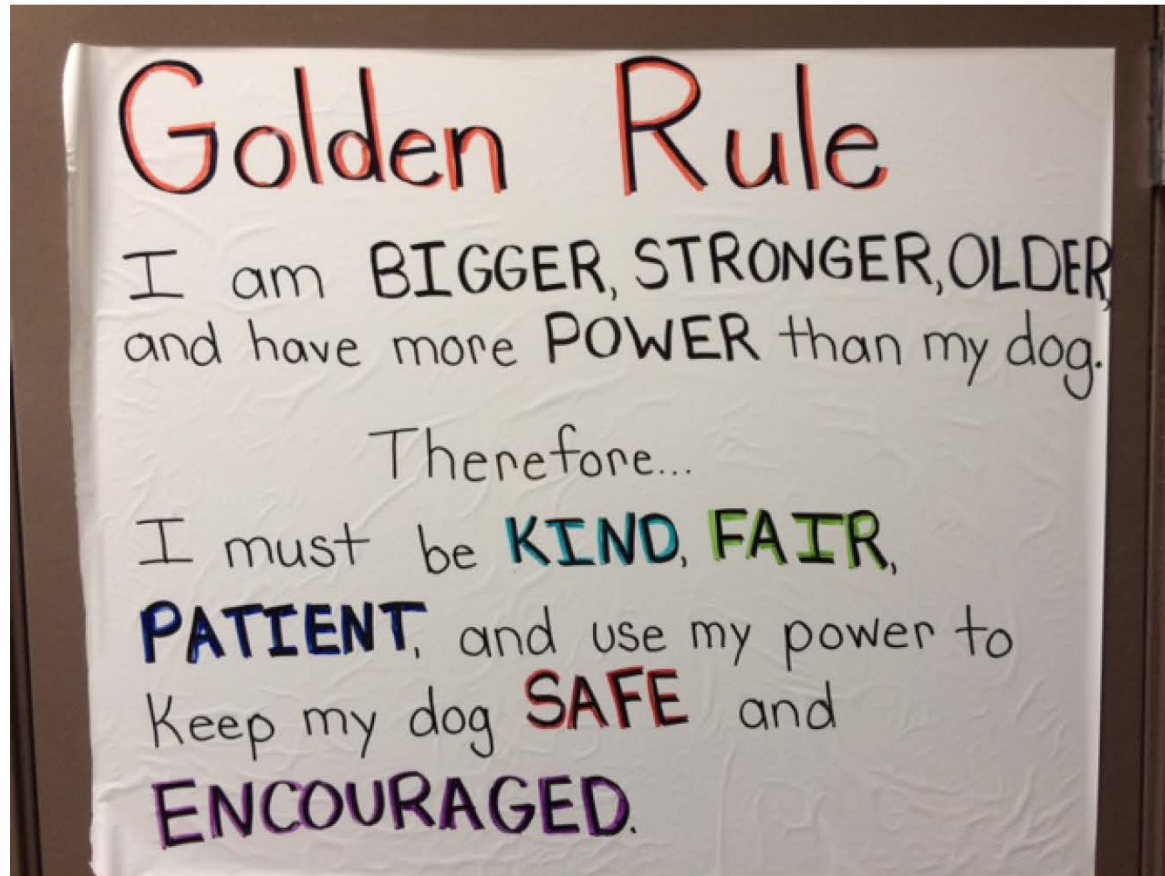 Golden Rule
I am BIGGER, STRONGER, OLDER,
and have more POWER than my dog.
Therefore...
I must be KIND, FAIR,
PATIENT, and use my power to
Keep my dog SAFE and
ENCOURAGED.